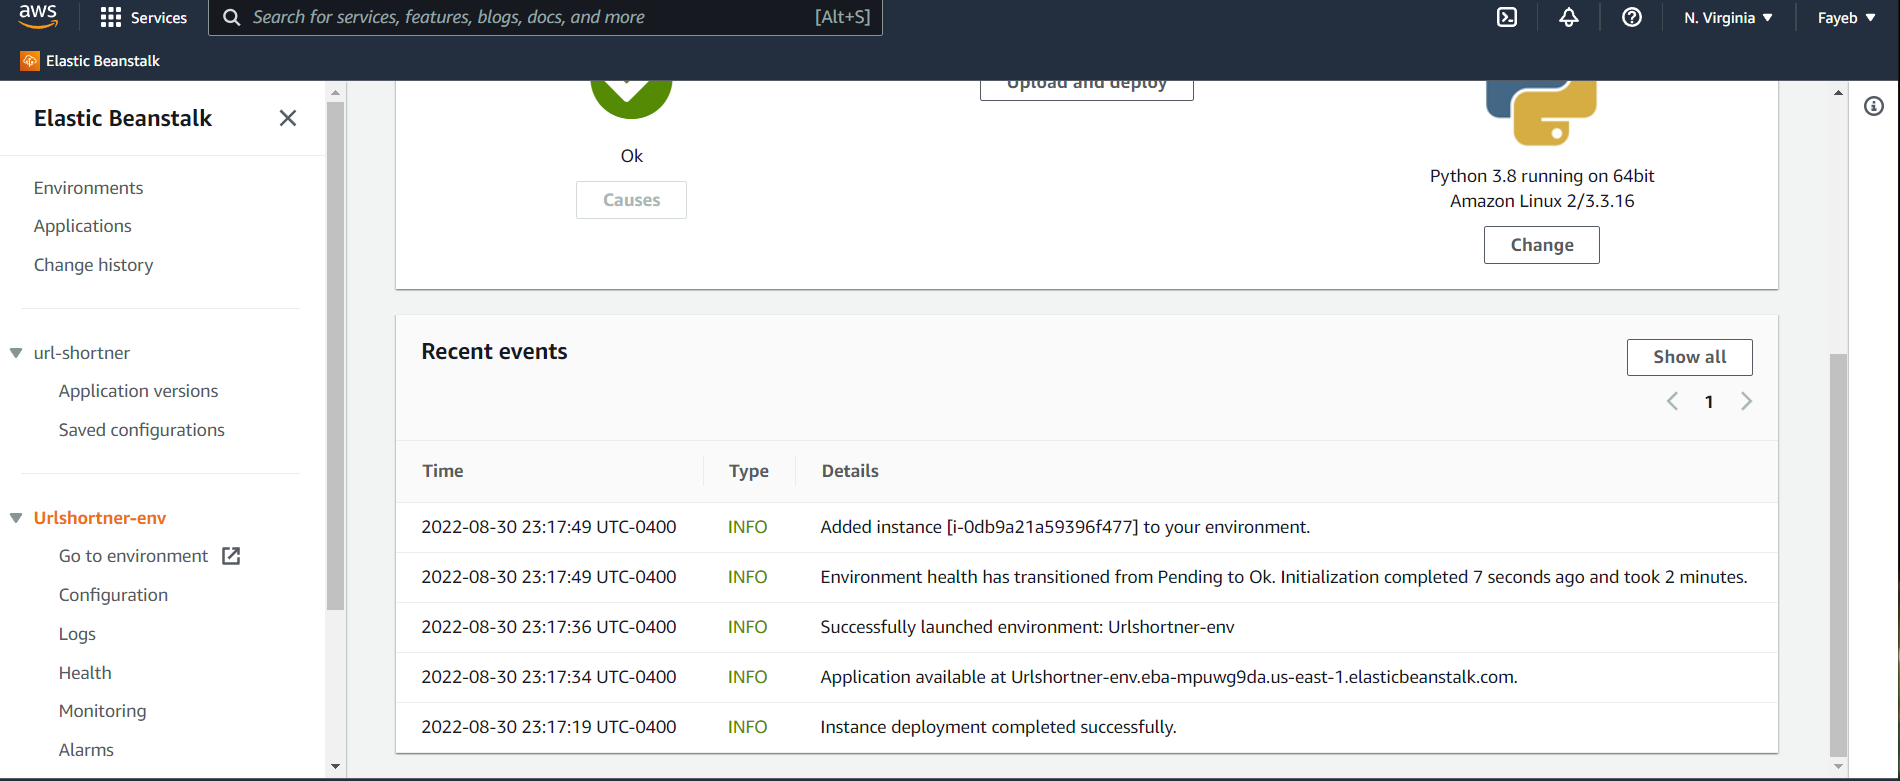 aws
Services
Search for services, features, blogs, docs, and more
[Alt+S]
N. Virginia
Fayeb
Elastic Beanstalk
Elastic Beanstalk
Environments
Applications
Change history
url-shortner
Application versions
Saved configurations
Urlshortner-env
Go to environment
Configuration
Logs
Health
Monitoring
Alarms
Ok
Causes
Upload and deploy
Python 3.8 running on 64bit
Amazon Linux 2/3.3.16
Change
Recent events
Show all
1
Time Type Details
2022-08-30 23:17:49 UTC-0400 INFO Added instance [i-0db9a21a59396f477] to your environment.
2022-08-30 23:17:49 UTC-0400 INFO Environment health has transitioned from Pending to Ok. Initialization completed 7 seconds ago and took 2 minutes.
2022-08-30 23:17:36 UTC-0400 INFO Successfully launched environment: Urlshortner-env
2022-08-30 23:17:34 UTC-0400 INFO Application available at Urlshortner-env.eba-mpuwg9da.us-east-1.elasticbeanstalk.com.
2022-08-30 23:17:19 UTC-0400 INFO Instance deployment completed successfully.